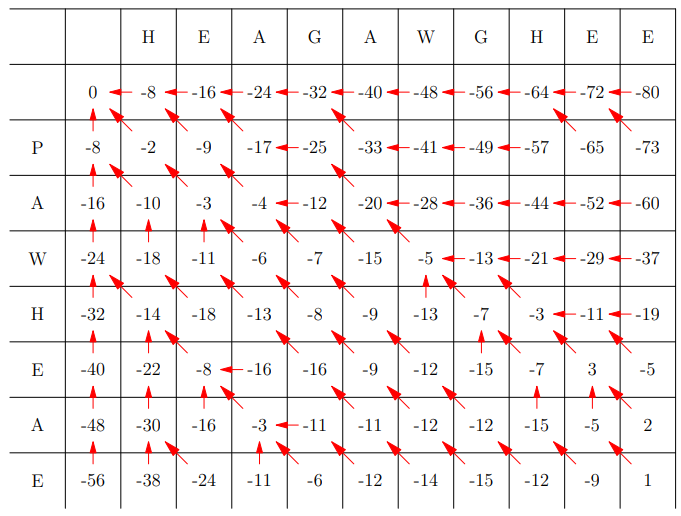 H E A G A W G H E E
0 -8 -16 -24 -32 -40 -48 -56 -64 -72 -80
P -8 -2 -9 -17 -25 -33 -41 -49 -57 -65 -73
A -16 -10 -3 -4 -12 -20 -28 -36 -44 -52 -60
W -24 -18 -11 -6 -7 -15 -5 -13 -21 -29 -37
H -32 -14 -18 -13 -8 -9 -13 -7 -3 -11 -19
E -40 -22 -8 -16 -16 -9 -12 -15 -7 3 -5
A -48 -30 -16 -3 -11 -11 -12 -12 -15 -5 2
E -56 -38 -24 -11 -6 -12 -14 -15 -12 -9 1